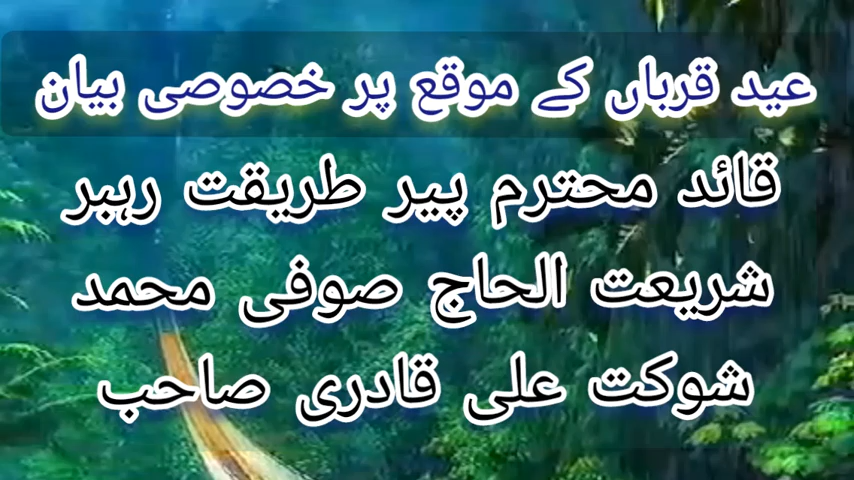 عید قرباں کے موقع پر خصوصی بیان
قائد محترم پیر طریقت رہبر
شریعت الحاج صوفی محمد
شوکت علی قادری صاحب